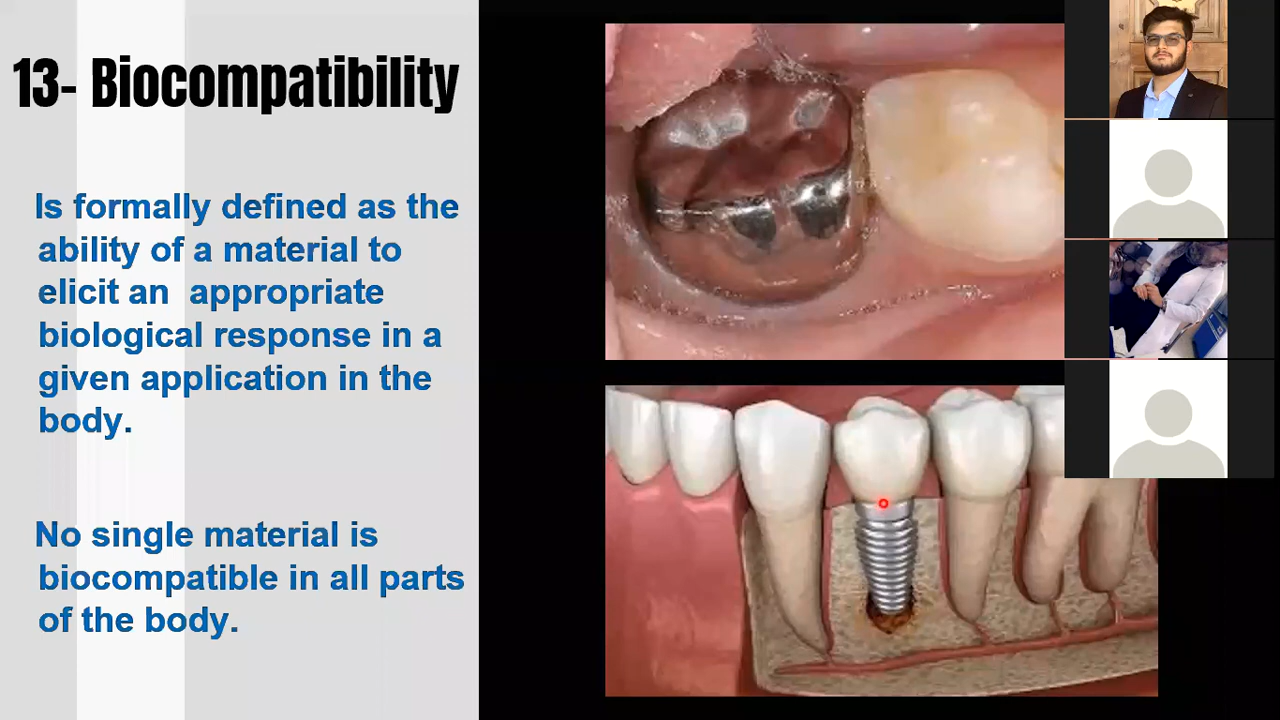 13- Biocompatibility
Is formally defined as the
ability of a material to
elicit an appropriate
biological response in a
given application in the
body.
No single material is
biocompatible in all parts
of the body.